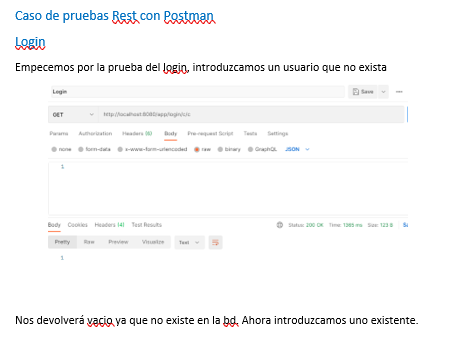 Caso de pruebas Rest con Postman
Login
Empecemos por la prueba del login, introduzcamos un usuario que no exista
Login
Save
GET http://localhost:8080/app/login/c/c
Params Authorization Headers (8) Body Pre-request Script Tests Settings
none form-data x-www-form-urlencoded raw binary GraphQL JSON
1
Body Cookies Headers (4) Test Results Status: 200 OK Time: 1365 ms Size: 123 B
Pretty Raw Preview Visualize Text
1
Nos devolverá vacio ya que no existe en la bd. Ahora introduzcamos uno existente.